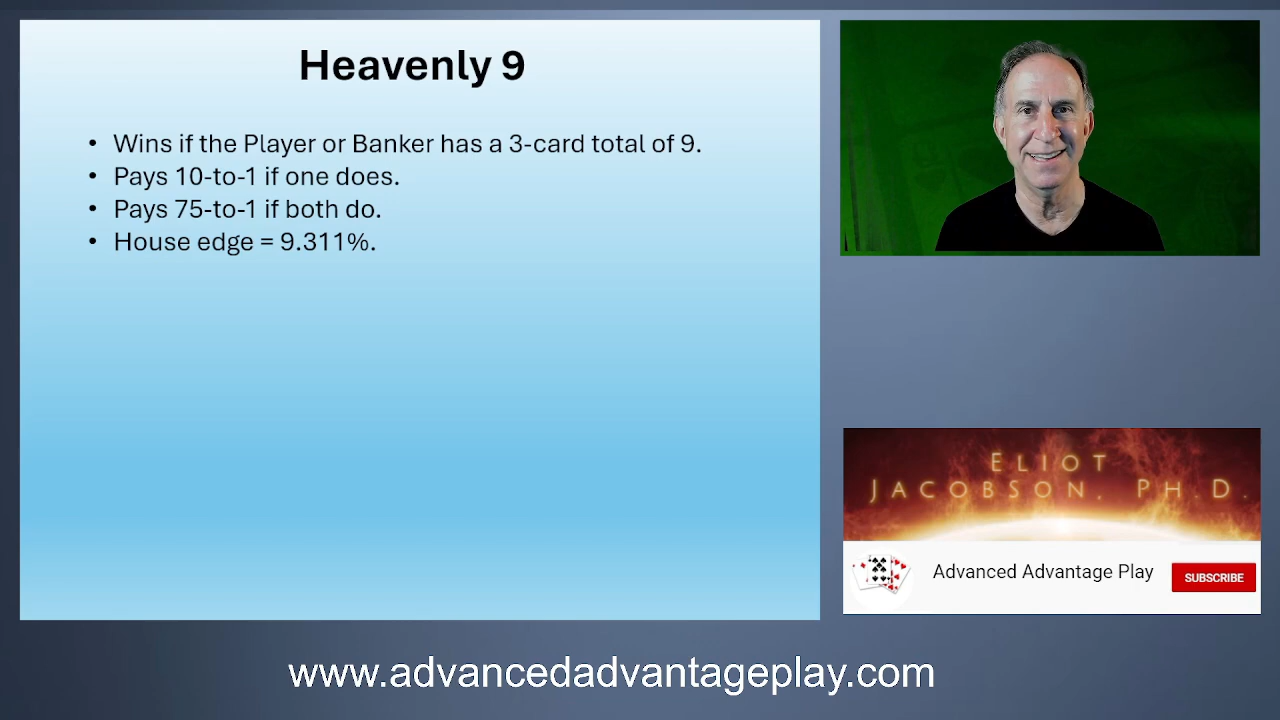 Heavenly 9
• Wins if the Player or Banker has a 3-card total of 9.
• Pays 10-to-1 if one does.
• Pays 75-to-1 if both do.
• House edge = 9.311%.
ELIOT
JACOBSON, PH.D.
Advanced Advantage Play
SUBSCRIBE
www.advancedadvantageplay.com